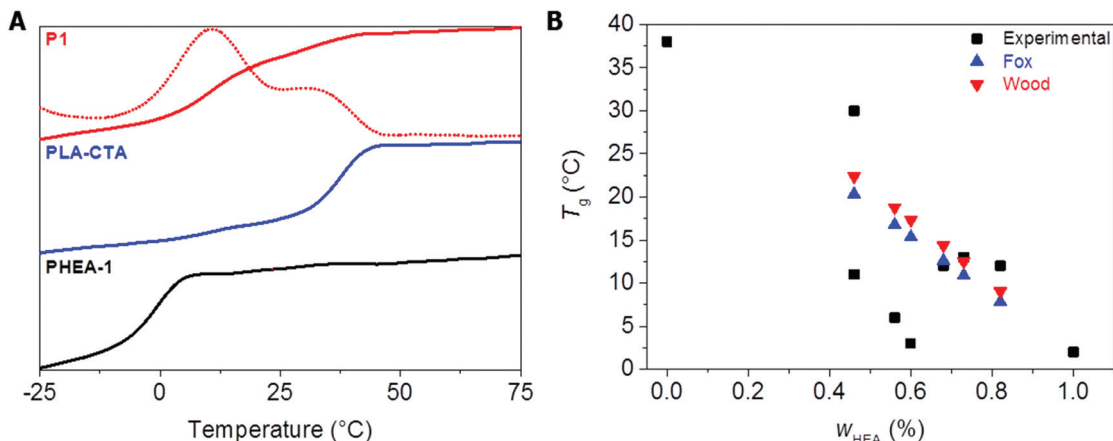 A
P1
PLA-CTA
PHEA-1
-25
0
25
50
75
Temperature (°C)
B
40
35
30
25
20
15
10
5
0
Experimental
Fox
Wood
Tg (°C)
0.0
0.2
0.4
0.6
0.8
1.0
wHEA (%)